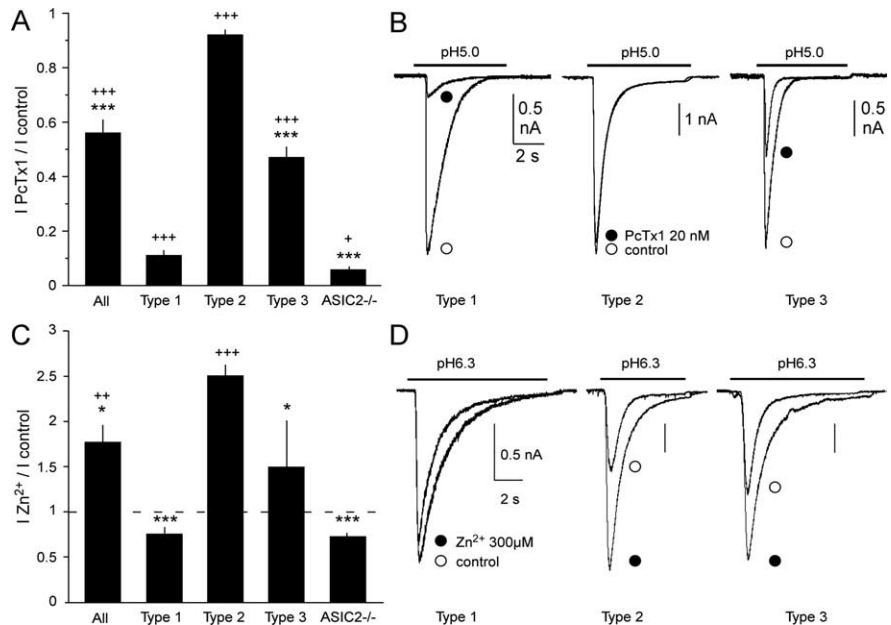 A
I PcTx1 / I control
1
0.8
0.6
0.4
0.2
0
+++
***
+++
+++
+++
***
+
***
All
Type 1
Type 2
Type 3
ASIC2-/-
B
pH5.0
pH5.0
pH5.0
0.5
nA
2 s
1 nA
0.5
nA
PcTx1 20 nM
control
Type 1
Type 2
Type 3
C
I Zn2+ / I control
3
2.5
2
1.5
1
0.5
0
++
*
***
+++
*
***
All
Type 1
Type 2
Type 3
ASIC2-/-
D
pH6.3
pH6.3
pH6.3
0.5 nA
2 s
Zn2+ 300µM
control
Type 1
Type 2
Type 3